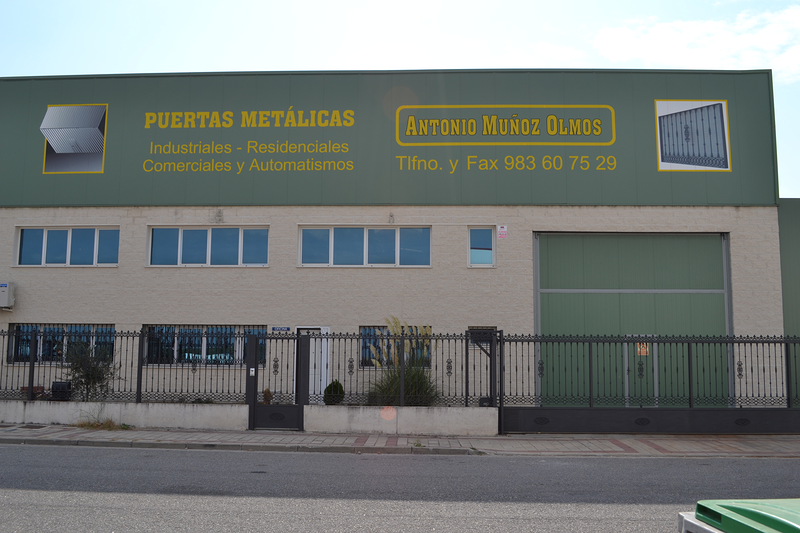 PUERTAS METÁLICAS
Industriales - Residenciales
Comerciales y Automatismos
ANTONIO MUÑOZ OLMOS
Tlfno. y Fax 983 60 75 29